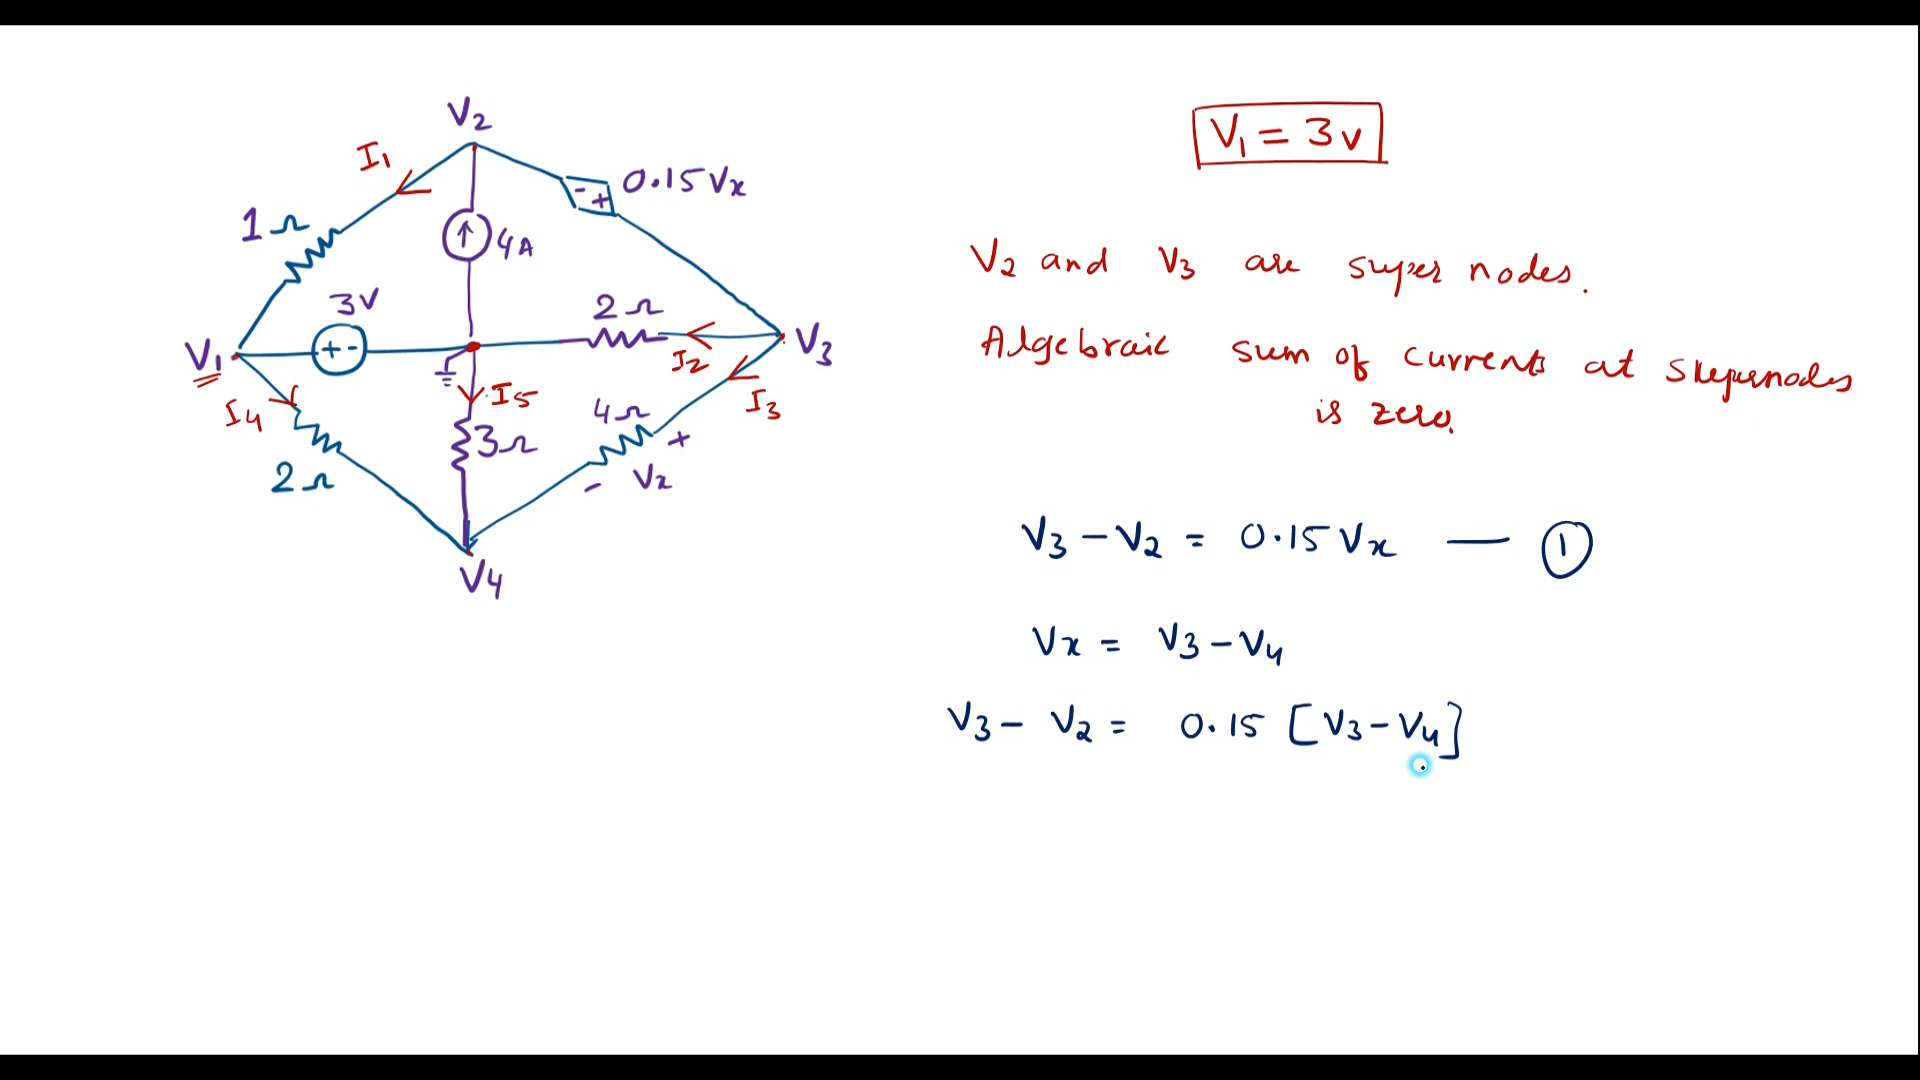 V₂
I₁
0.15Vx
1Ω
4A
3V
2Ω
V₁
V₃
I₂
I₅
I₃
I₄
4Ω
3Ω
+
2Ω
- Vx
V₄
V₁ = 3v
V₂ and V₃ are super nodes.
Algebraic sum of currents at supernodes
is zero.
V₃ - V₂ = 0.15 Vx — ①
Vx = V₃ - V₄
V₃ - V₂ = 0.15 [V₃ - V₄]